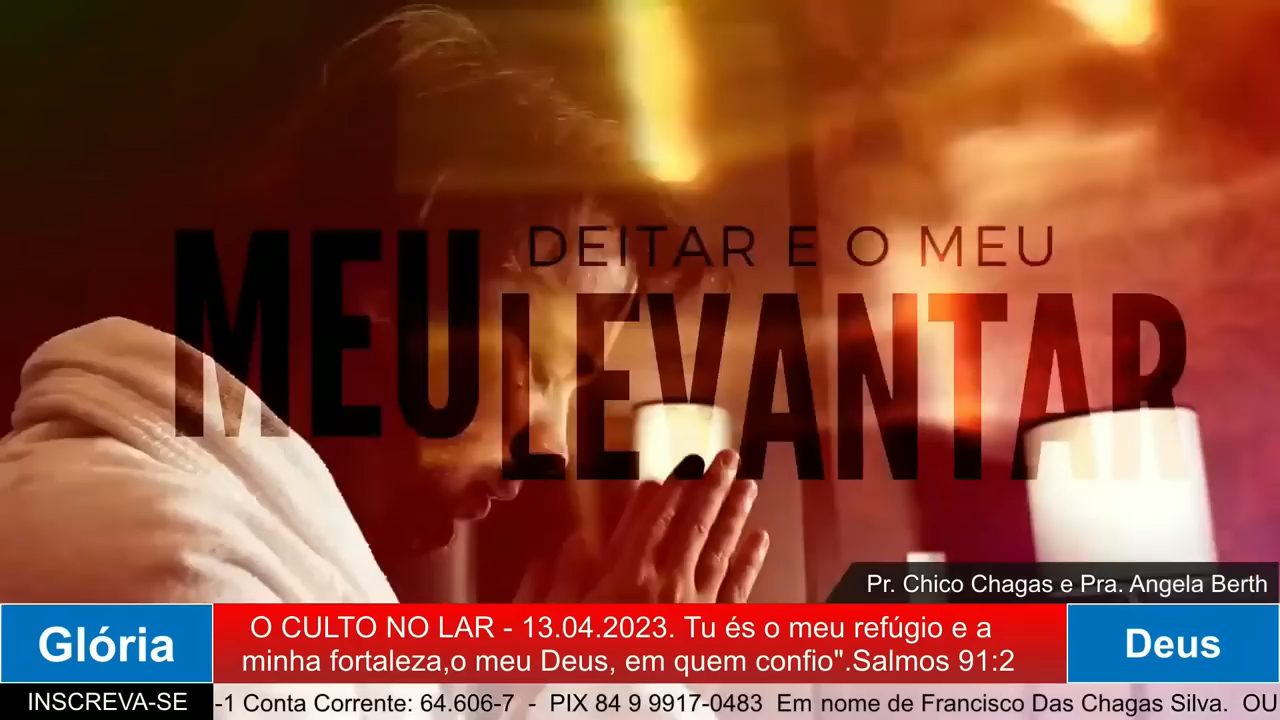 MEU
DEITAR E O MEU
LEVANTAR
Pr. Chico Chagas e Pra. Angela Berth
Glória
O CULTO NO LAR - 13.04.2023. Tu és o meu refúgio e a
minha fortaleza,o meu Deus, em quem confio".Salmos 91:2
Deus
INSCREVA-SE
-1 Conta Corrente: 64.606-7 - PIX 84 9 9917-0483 Em nome de Francisco Das Chagas Silva. OU